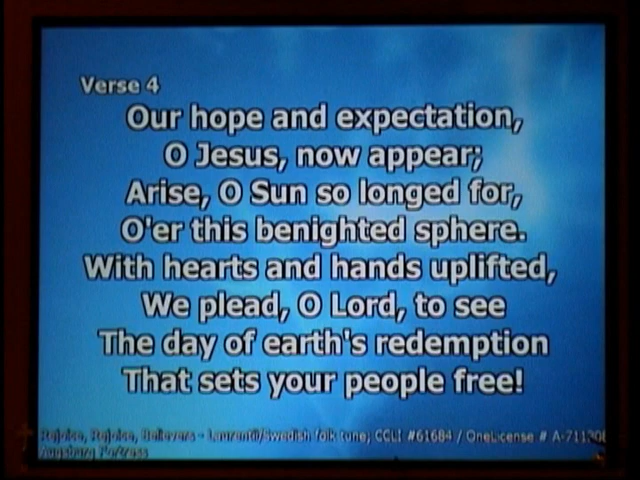 Verse 4
Our hope and expectation,
O Jesus, now appear;
Arise, O Sun so longed for,
O'er this benighted sphere.
With hearts and hands uplifted,
We plead, O Lord, to see
The day of earth's redemption
That sets your people free!
Rejoice, Rejoice, Believers - Laurentii/Swedish folk tune; CCLI #61684 / OneLicense # A-711308
Augsburg Fortress